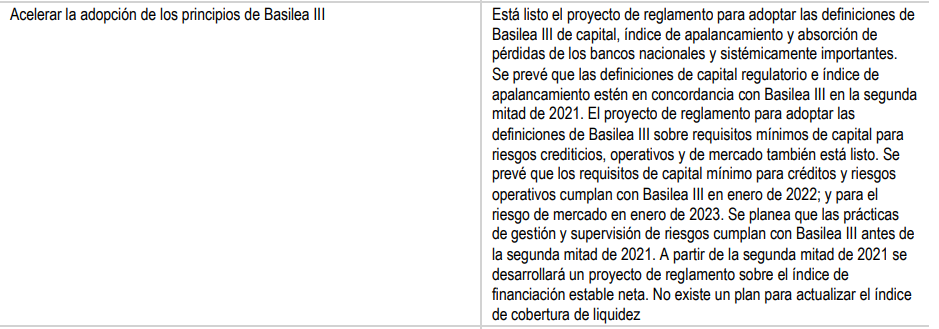 Acelerar la adopción de los principios de Basilea III
Está listo el proyecto de reglamento para adoptar las definiciones de
Basilea III de capital, índice de apalancamiento y absorción de
pérdidas de los bancos nacionales y sistémicamente importantes.
Se prevé que las definiciones de capital regulatorio e índice de
apalancamiento estén en concordancia con Basilea III en la segunda
mitad de 2021. El proyecto de reglamento para adoptar las
definiciones de Basilea III sobre requisitos mínimos de capital para
riesgos crediticios, operativos y de mercado también está listo. Se
prevé que los requisitos de capital mínimo para créditos y riesgos
operativos cumplan con Basilea III en enero de 2022; y para el
riesgo de mercado en enero de 2023. Se planea que las prácticas
de gestión y supervisión de riesgos cumplan con Basilea III antes de
la segunda mitad de 2021. A partir de la segunda mitad de 2021 se
desarrollará un proyecto de reglamento sobre el índice de
financiación estable neta. No existe un plan para actualizar el índice
de cobertura de liquidez